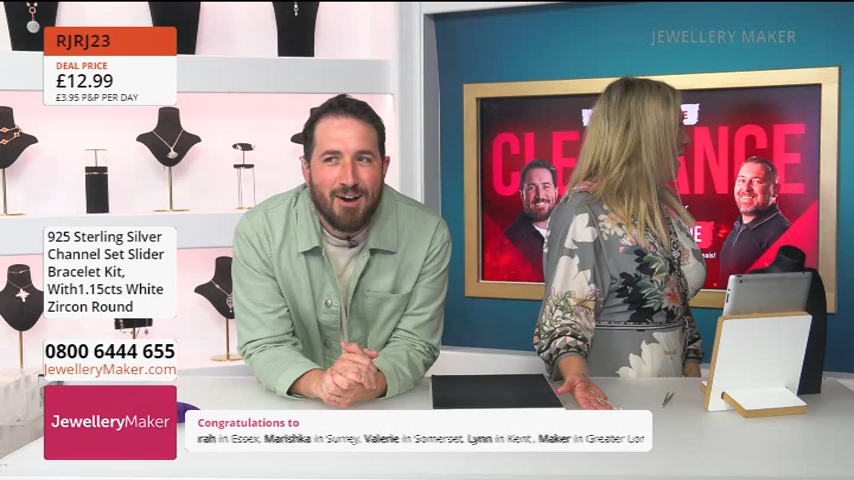 RJRJ23
DEAL PRICE
£12.99
£3.95 P&P PER DAY
JEWELLERY MAKER
925 Sterling Silver
Channel Set Slider
Bracelet Kit,
With1.15cts White
Zircon Round
0800 6444 655
JewelleryMaker.com
JewelleryMaker
Congratulations to
rah in Essex, Marishka in Surrey, Valerie in Somerset, Lynn in Kent, Maker in Greater Lor